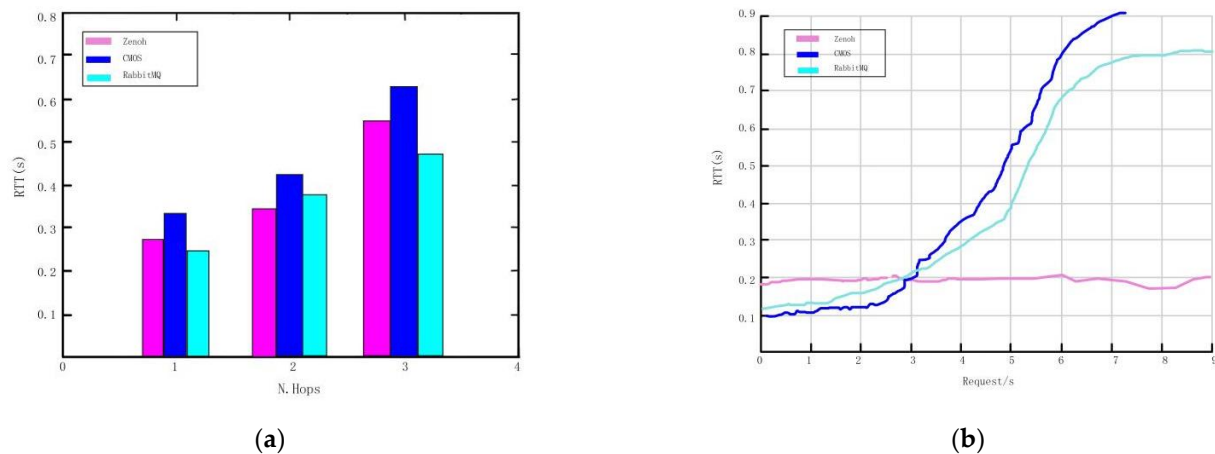 0.8
0.7
0.6
0.5
0.4
0.3
0.2
0.1
RTT(s)
Zenoh
CMOS
RabbitMQ
0 1 2 3 4
N.Hops
(a)
0.9
0.8
0.7
0.6
0.5
0.4
0.3
0.2
0.1
RTT(s)
Zenoh
CMOS
RabbitMQ
0 1 2 3 4 5 6 7 8 9
Request/s
(b)